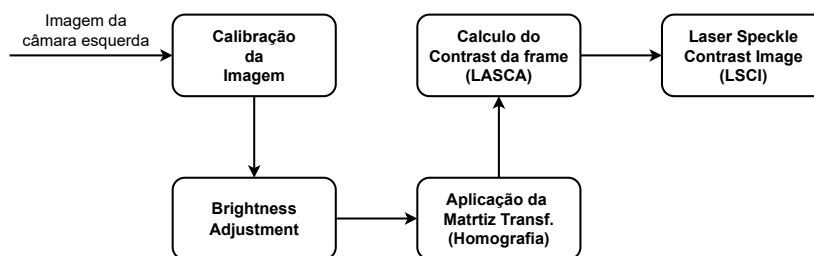 Imagem da
câmara esquerda
Calibração
da
Imagem
Brightness
Adjustment
Aplicação da
Matrtiz Transf.
(Homografia)
Calculo do
Contrast da frame
(LASCA)
Laser Speckle
Contrast Image
(LSCI)